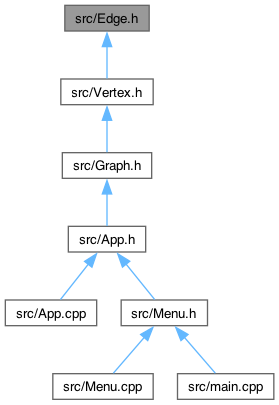 src/Edge.h
src/Vertex.h
src/Graph.h
src/App.h
src/App.cpp
src/Menu.h
src/Menu.cpp
src/main.cpp